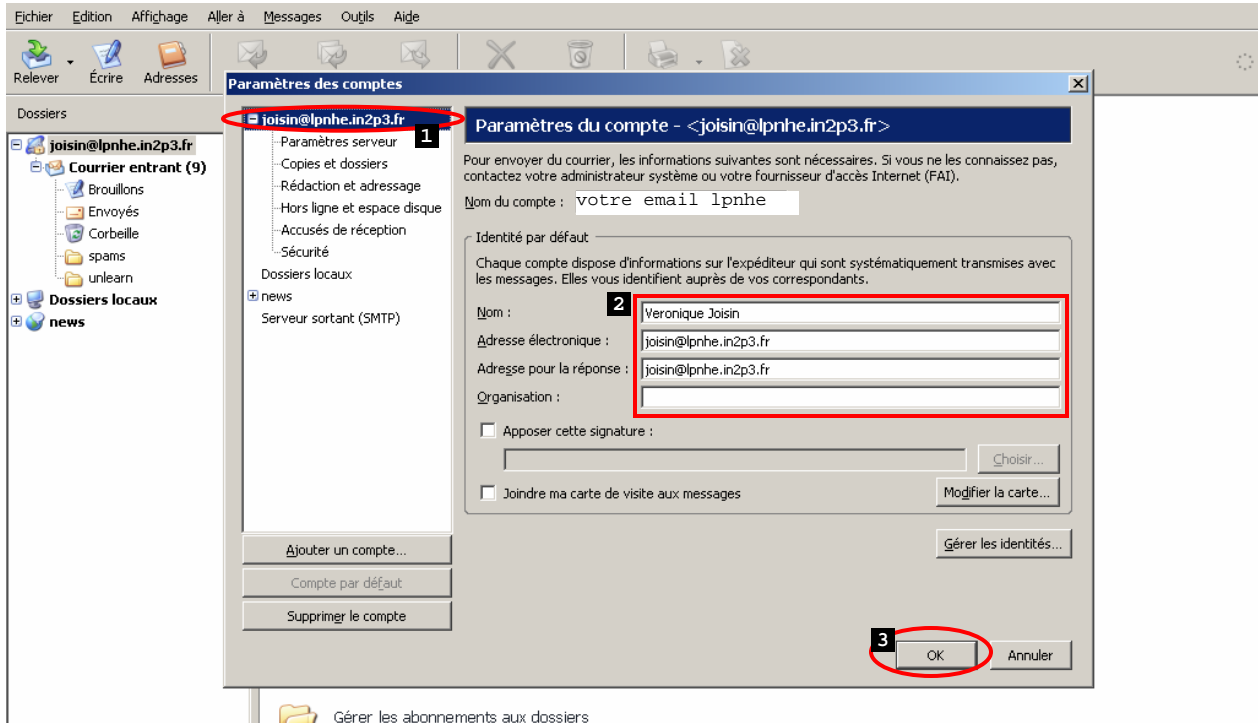 Fichier Edition Affichage Aller à Messages Outils Aide
Relever Écrire Adresses
Dossiers
joisin@lpnhe.in2p3.fr
Courrier entrant (9)
Brouillons
Envoyés
Corbeille
spams
unlearn
Dossiers locaux
news
Paramètres des comptes
joisin@lpnhe.in2p3.fr
1
Paramètres serveur
Copies et dossiers
Rédaction et adressage
Hors ligne et espace disque
Accusés de réception
Sécurité
Dossiers locaux
news
Serveur sortant (SMTP)
Ajouter un compte...
Compte par défaut
Supprimer le compte
Paramètres du compte - <joisin@lpnhe.in2p3.fr>
Pour envoyer du courrier, les informations suivantes sont nécessaires. Si vous ne les connaissez pas,
contactez votre administrateur système ou votre fournisseur d'accès Internet (FAI).
Nom du compte : votre email lpnhe
Identité par défaut
Chaque compte dispose d'informations sur l'expéditeur qui sont systématiquement transmises avec
les messages. Elles vous identifient auprès de vos correspondants.
2
Nom : Veronique Joisin
Adresse électronique : joisin@lpnhe.in2p3.fr
Adresse pour la réponse : joisin@lpnhe.in2p3.fr
Organisation :
Apposer cette signature :
Choisir...
Joindre ma carte de visite aux messages
Modifier la carte...
Gérer les identités...
3
OK Annuler
Gérer les abonnements aux dossiers